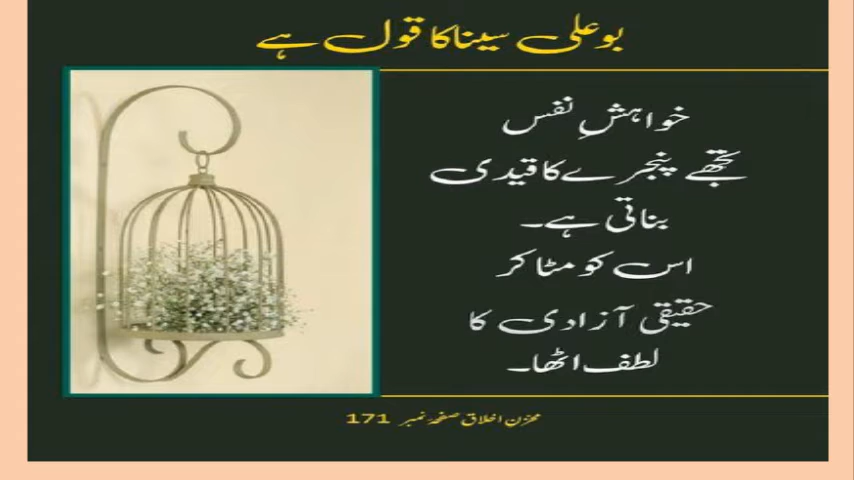 بو علی سینا کا قول ہے
خواہشِ نفس
تجھے پنجرے کا قیدی
بناتی ہے۔
اس کو مٹا کر
حقیقی آزادی کا
لطف اٹھا۔
مخزن اخلاق صفحہ نمبر 171